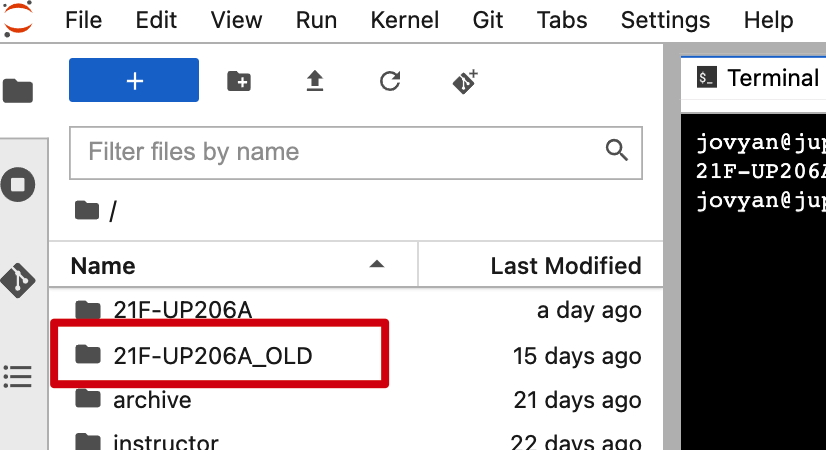 File Edit View Run Kernel Git Tabs Settings Help
+
Filter files by name
/
Name Last Modified
21F-UP206A a day ago
21F-UP206A_OLD 15 days ago
archive 21 days ago
instructor 22 days ago
$_ Terminal
jovyan@jup
21F-UP206A
jovyan@jup